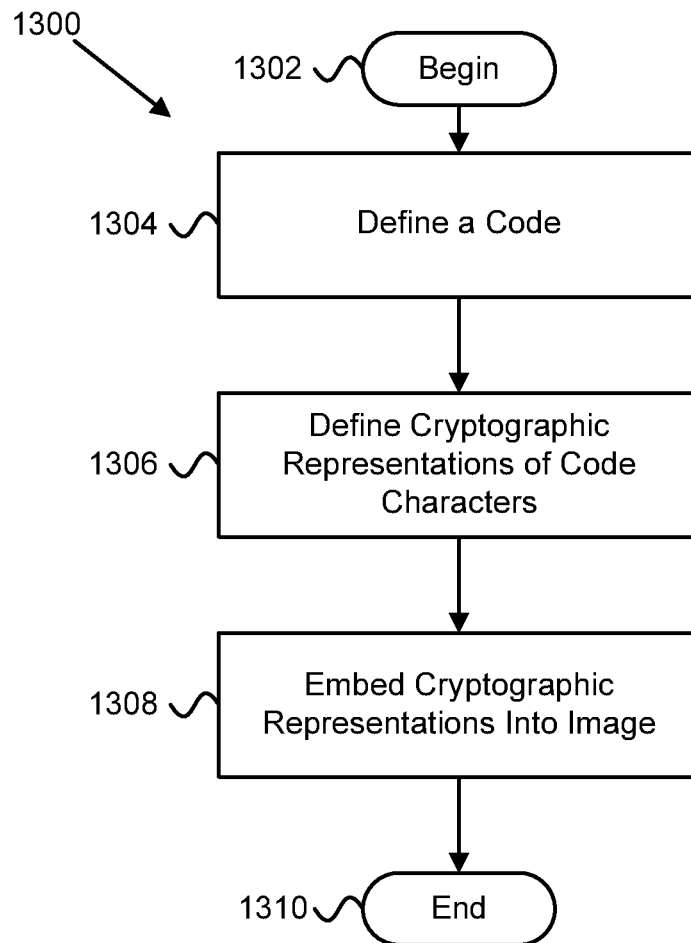 1300
1302
Begin
1304
Define a Code
1306
Define Cryptographic
Representations of Code
Characters
1308
Embed Cryptographic
Representations Into Image
1310
End